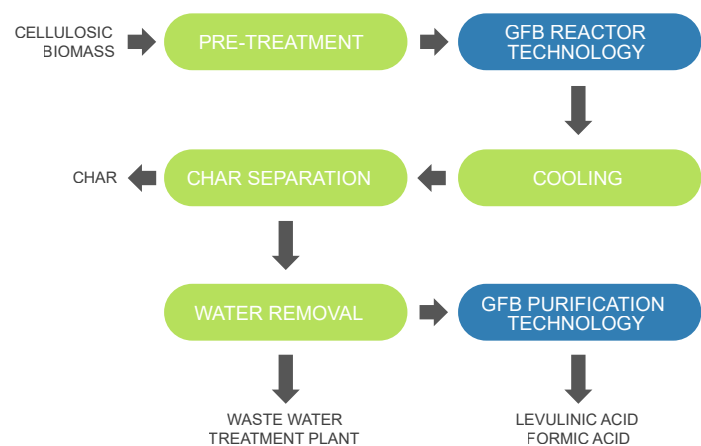 CELLULOSIC
BIOMASS
PRE-TREATMENT
GFB REACTOR
TECHNOLOGY
CHAR
CHAR SEPARATION
COOLING
WATER REMOVAL
GFB PURIFICATION
TECHNOLOGY
WASTE WATER
TREATMENT PLANT
LEVULINIC ACID
FORMIC ACID